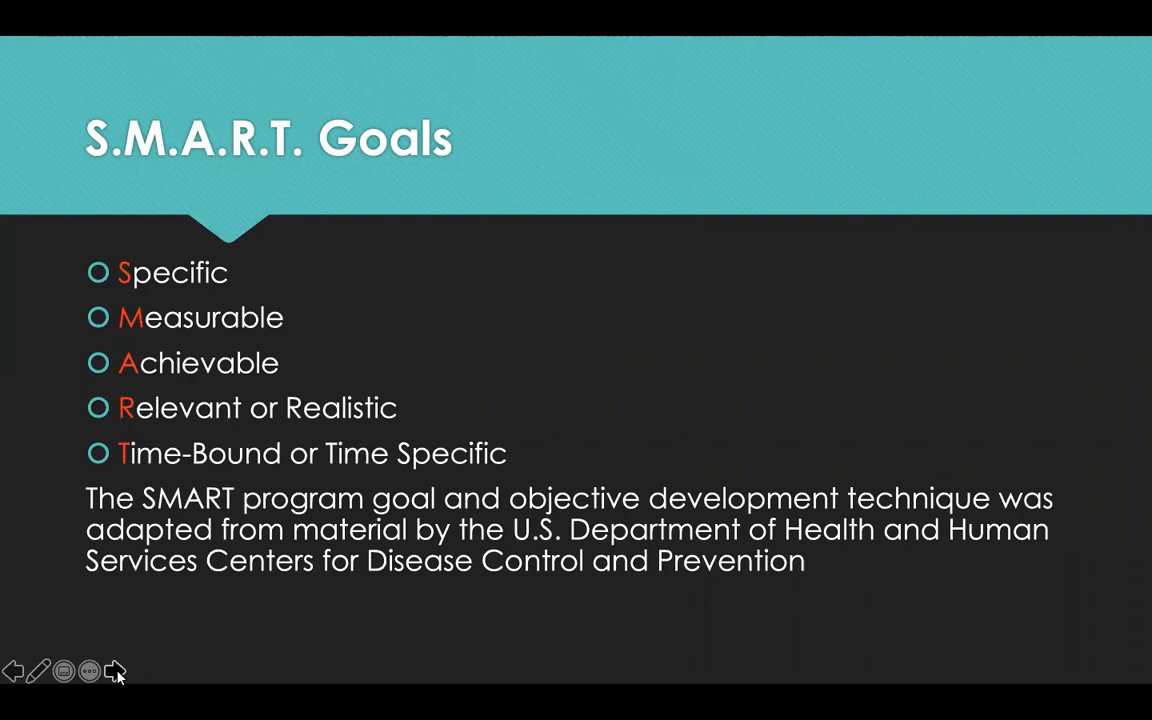 S.M.A.R.T. Goals
Specific
Measurable
Achievable
Relevant or Realistic
Time-Bound or Time Specific
The SMART program goal and objective development technique was
adapted from material by the U.S. Department of Health and Human
Services Centers for Disease Control and Prevention